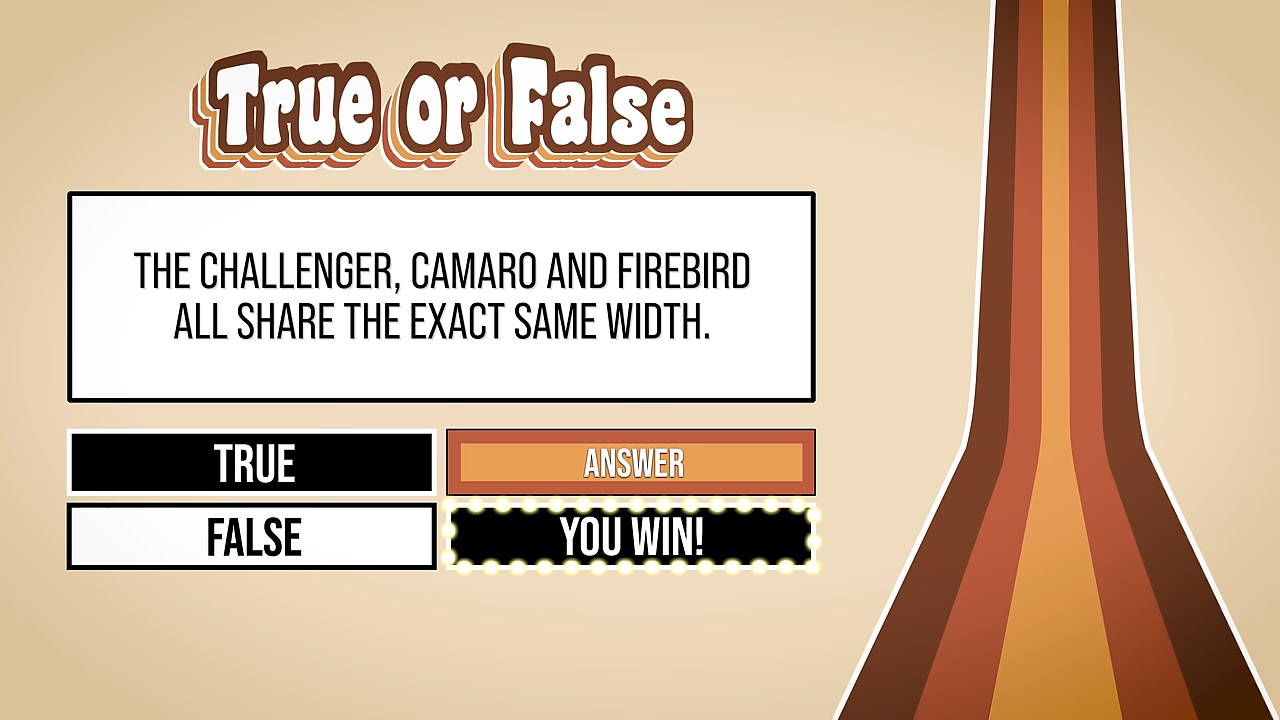 True or False
THE CHALLENGER, CAMARO AND FIREBIRD
ALL SHARE THE EXACT SAME WIDTH.
TRUE
ANSWER
FALSE
YOU WIN!